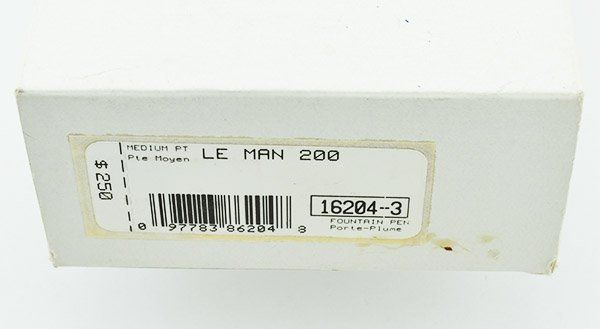 MEDIUM PT
Pte Moyen
LE MAN 200
$ 250
16204--3
0 97783 86204 8
FOUNTAIN PEN
Porte-Plume